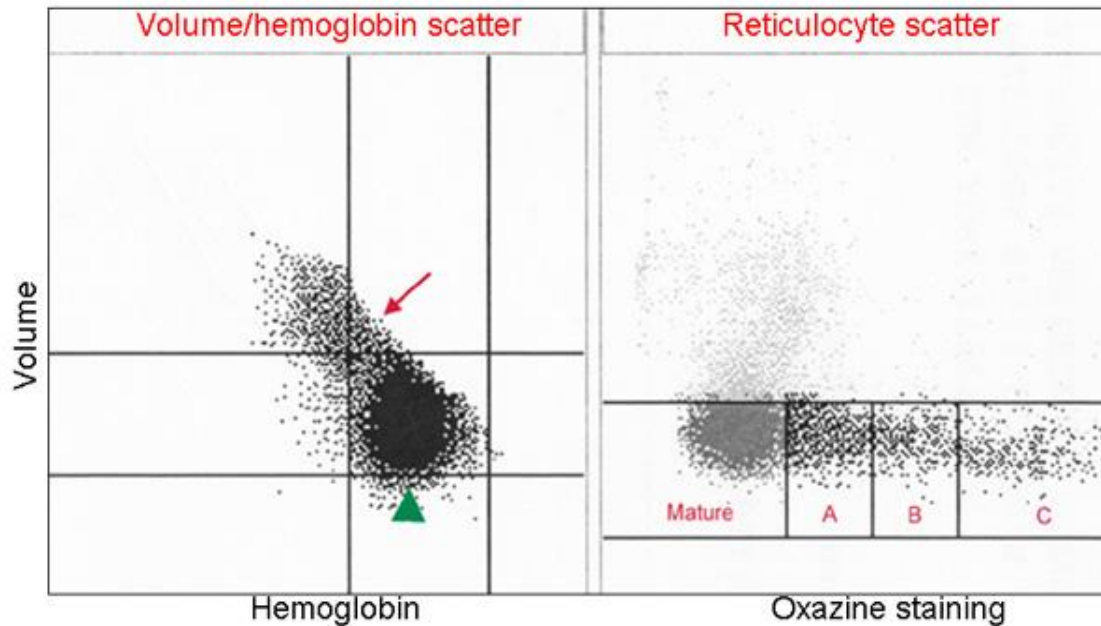 Volume/hemoglobin scatter
Reticulocyte scatter
Volume
Mature
A
B
C
Hemoglobin
Oxazine staining